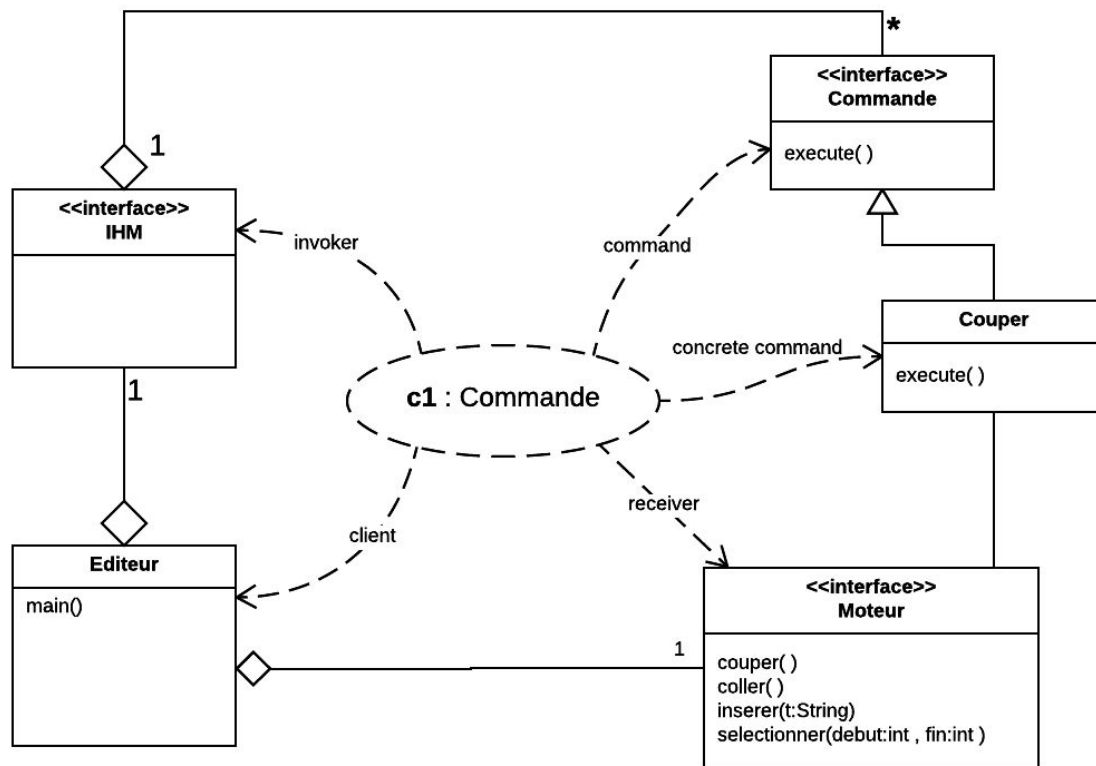 *
<<interface>>
Commande
execute( )
1
<<interface>>
IHM
invoker
command
Couper
execute( )
concrete command
1
c1 : Commande
receiver
client
Editeur
main()
<<interface>>
Moteur
1
couper( )
coller( )
inserer(t:String)
selectionner(debut:int , fin:int )